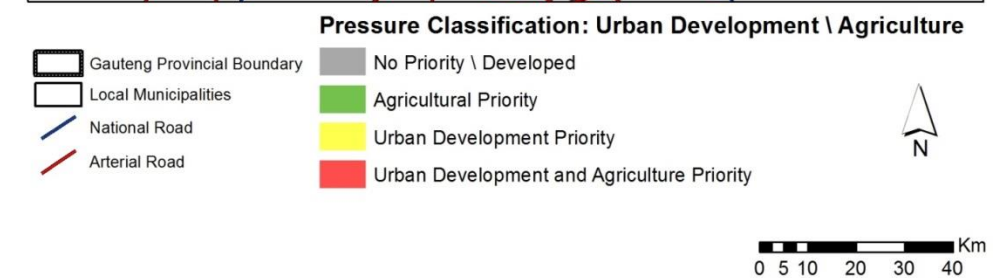 Pressure Classification: Urban Development \ Agriculture
Gauteng Provincial Boundary
Local Municipalities
National Road
Arterial Road
No Priority \ Developed
Agricultural Priority
Urban Development Priority
Urban Development and Agriculture Priority
N
Km
0 5 10 20 30 40